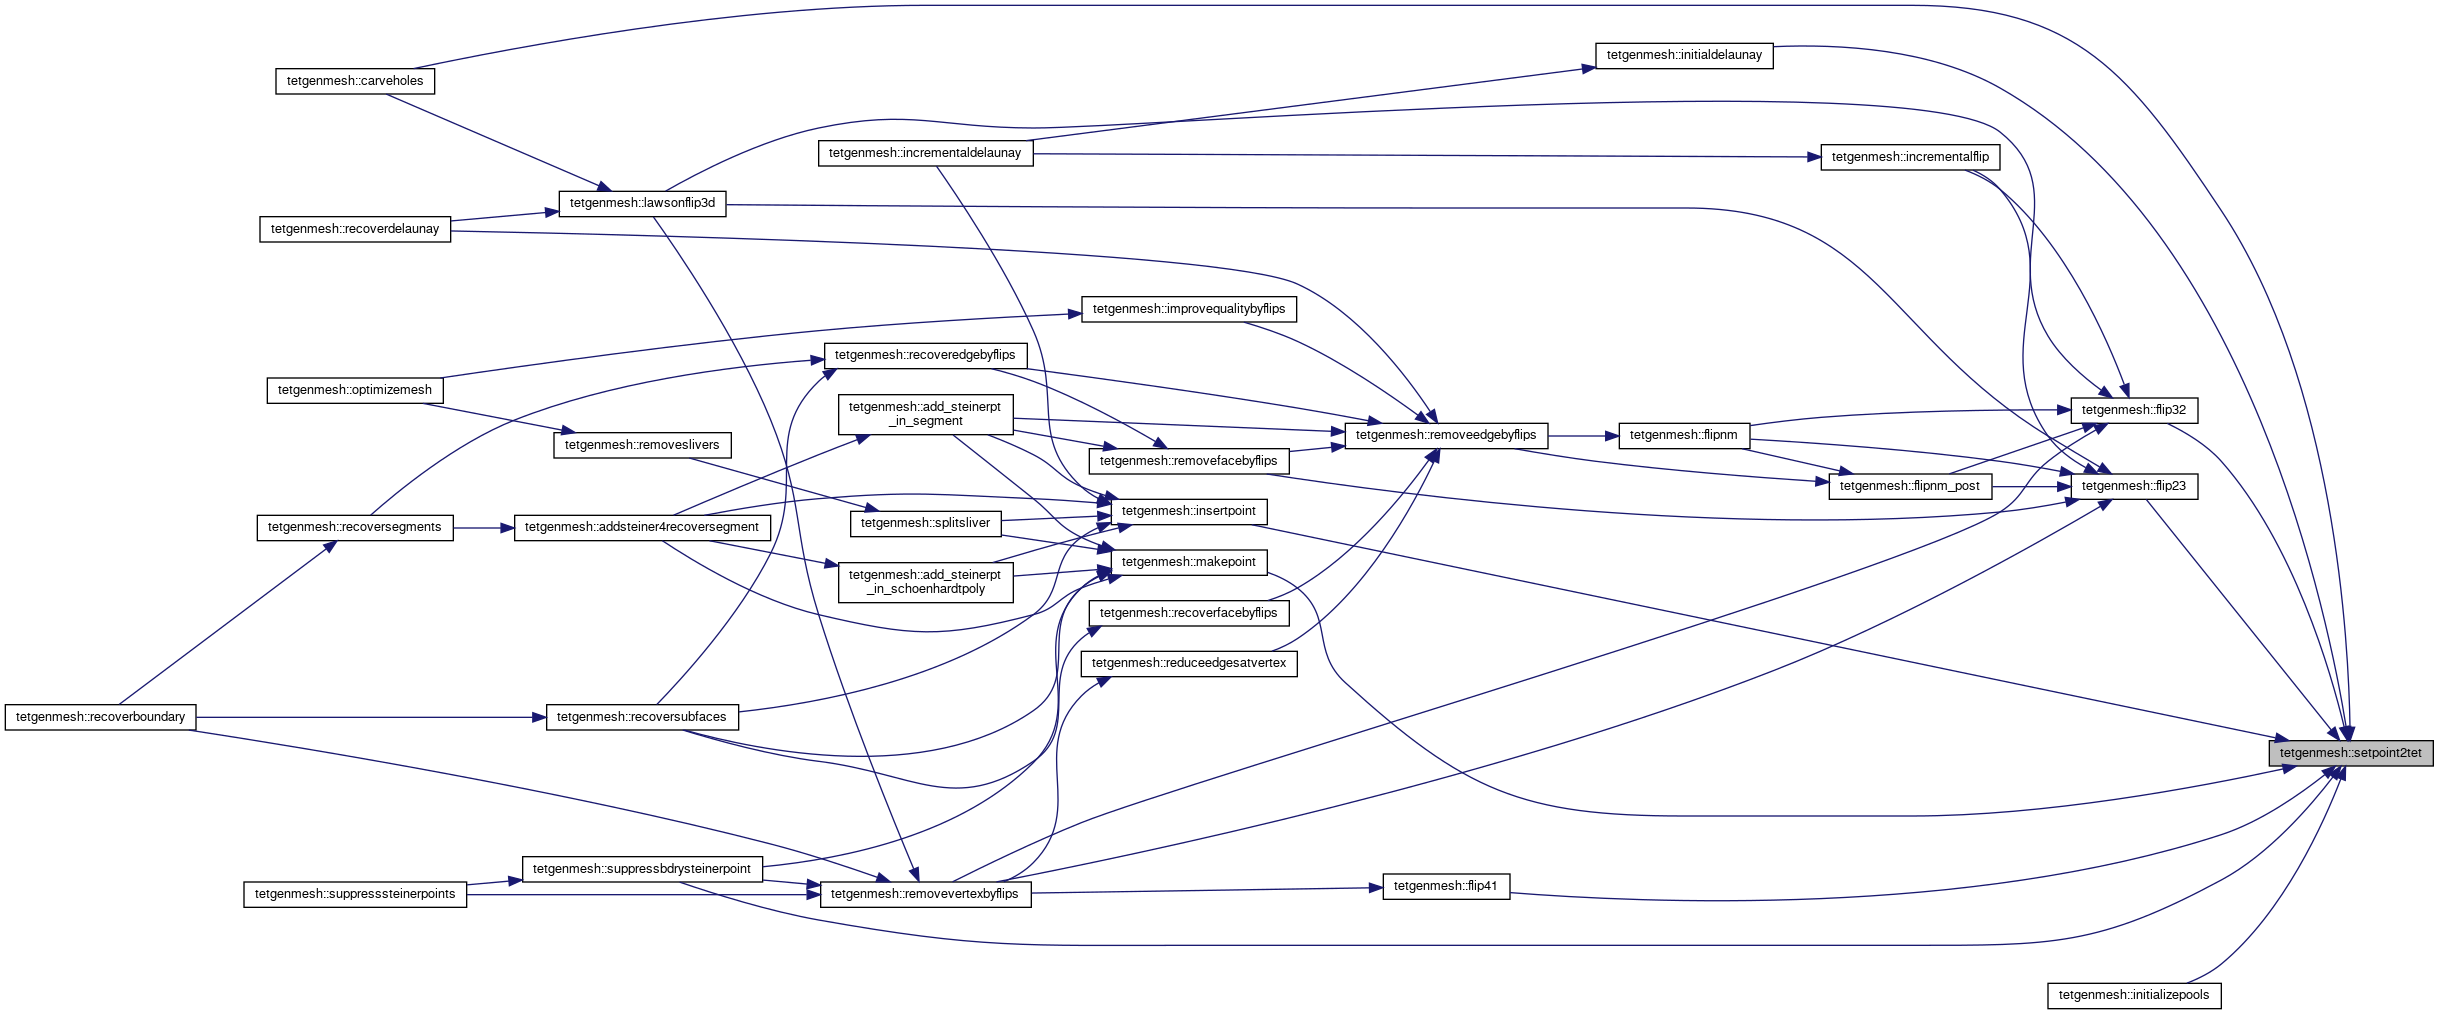 tetgenmesh::carveholes
tetgenmesh::initialdelaunay
tetgenmesh::incrementaldelaunay
tetgenmesh::incrementalflip
tetgenmesh::lawsonflip3d
tetgenmesh::recoverdelaunay
tetgenmesh::improvequalitybyflips
tetgenmesh::recoveredgebyflips
tetgenmesh::optimizemesh
tetgenmesh::add_steinerpt
_in_segment
tetgenmesh::flip32
tetgenmesh::removeslivers
tetgenmesh::removeedgebyflips
tetgenmesh::flipnm
tetgenmesh::removefacebyflips
tetgenmesh::flipnm_post
tetgenmesh::flip23
tetgenmesh::insertpoint
tetgenmesh::recoversegments
tetgenmesh::addsteiner4recoversegment
tetgenmesh::splitsliver
tetgenmesh::makepoint
tetgenmesh::add_steinerpt
_in_schoenhardtpoly
tetgenmesh::recoverfacebyflips
tetgenmesh::reduceedgesatvertex
tetgenmesh::recoverboundary
tetgenmesh::recoversubfaces
tetgenmesh::setpoint2tet
tetgenmesh::suppressbdrysteinerpoint
tetgenmesh::suppresssteinerpoints
tetgenmesh::removevertexbyflips
tetgenmesh::flip41
tetgenmesh::initializepools